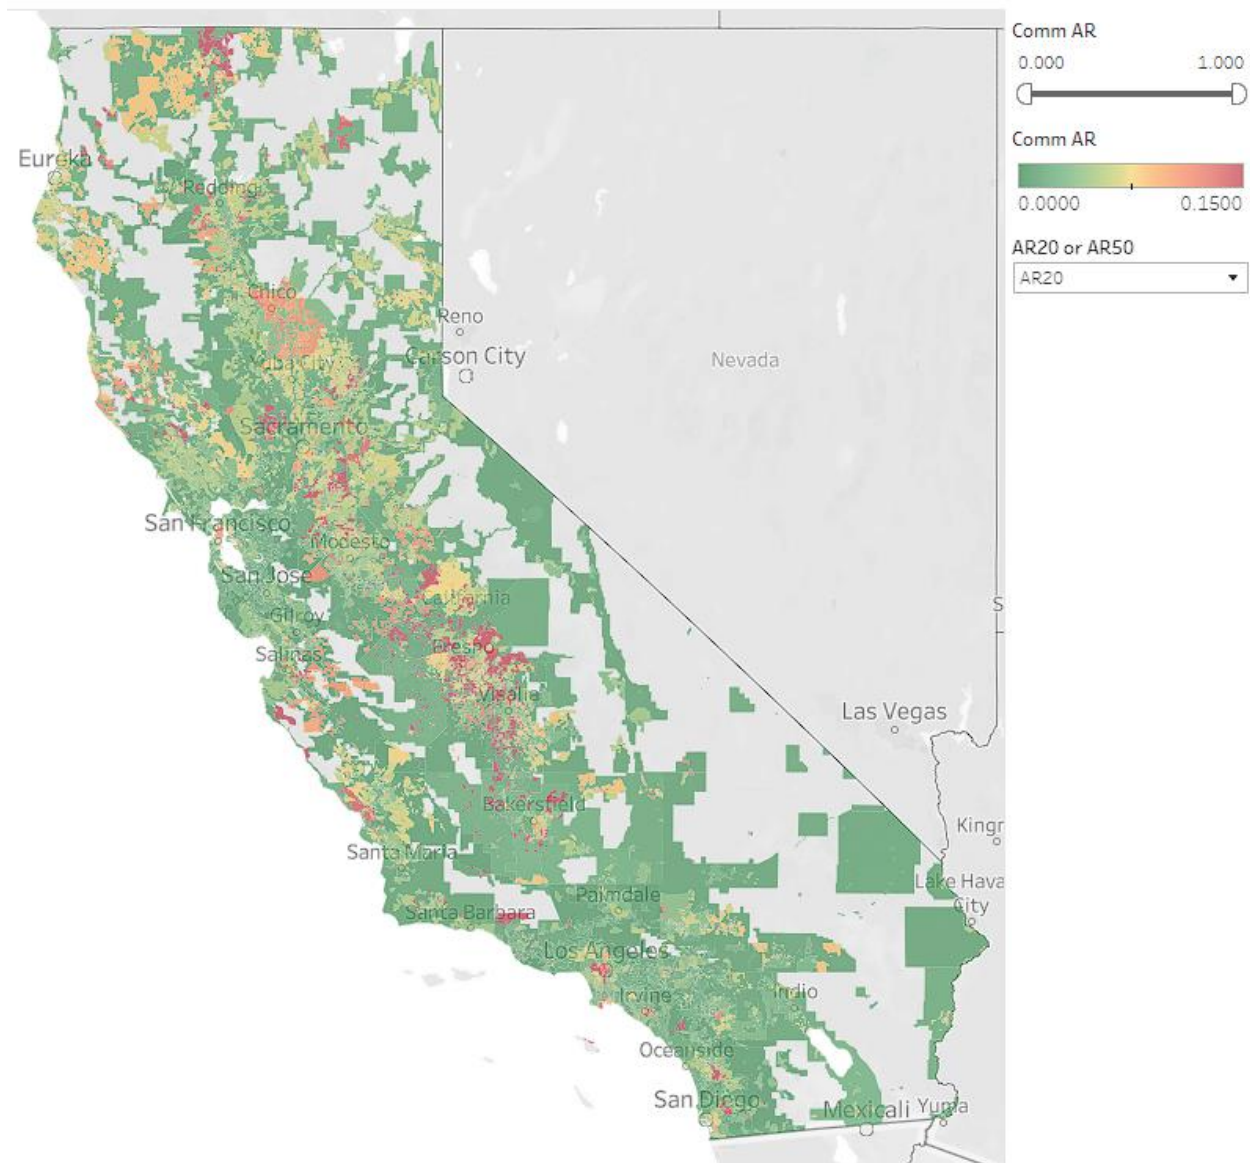 Comm AR
0.000 1.000
Comm AR
0.0000 0.1500
AR20 or AR50
AR20
Eureka
Redding
Chico
Reno
Yuba City
Carson City
Nevada
Sacramento
San Francisco
Modesto
San Jose
California
Gilroy
S
Fresno
Salinas
Visalia
Las Vegas
Bakersfield
Kingr
Santa Maria
Lake Hava
City
Palmdale
Santa Barbara
Los Angeles
Irvine
Indio
Oceanside
San Diego
Mexicali
Yuma